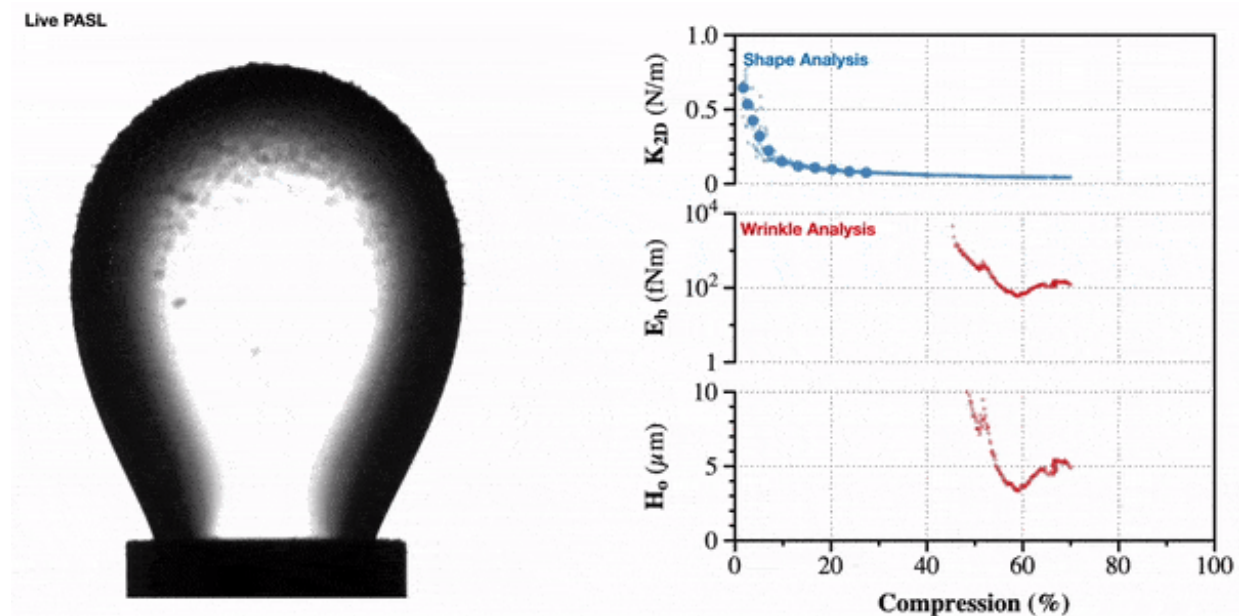 Live PASL
Shape Analysis
K2D (N/m)
1.0
0.5
0
Wrinkle Analysis
Eb (fNm)
10^4
10^2
1
Ho (μm)
10
5
0
0 20 40 60 80 100
Compression (%)